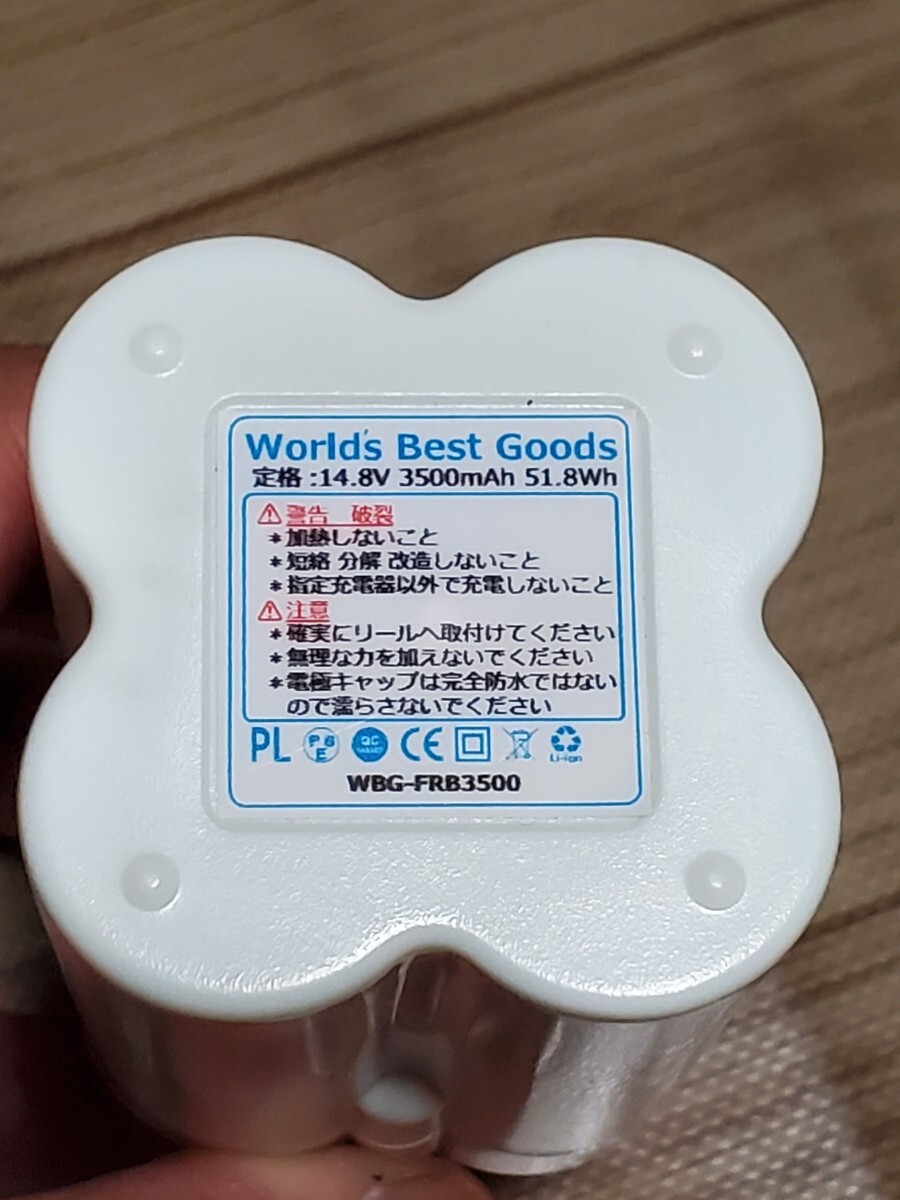 World's Best Goods
定格:14.8V 3500mAh 51.8Wh
⚠警告 破裂
*加熱しないこと
*短絡 分解 改造しないこと
*指定充電器以外で充電しないこと
⚠注意
*確実にリールへ取付けてください
*無理な力を加えないでください
*電極キャップは完全防水ではない
ので濡らさないでください
PL PB E QC CE Li-ion
WBG-FRB3500